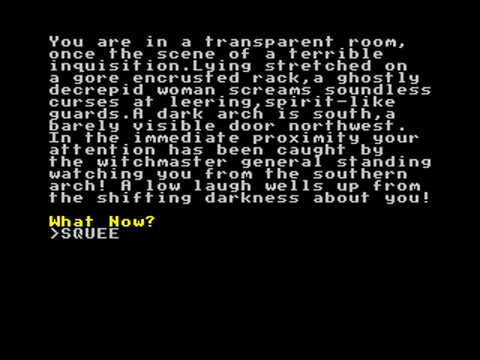 You are in a transparent room,
once the scene of a terrible
inquisition.Lying stretched on
a gore encrusted rack,a ghostly
decrepid woman screams soundless
curses at leering,spirit-like
guards.A dark arch is south,a
barely visible door northwest.
In the immediate proximity your
attention has been caught by
the witchmaster general standing
watching you from the southern
arch! A low laugh wells up from
the shifting darkness about you!
What Now?
>SQUEE